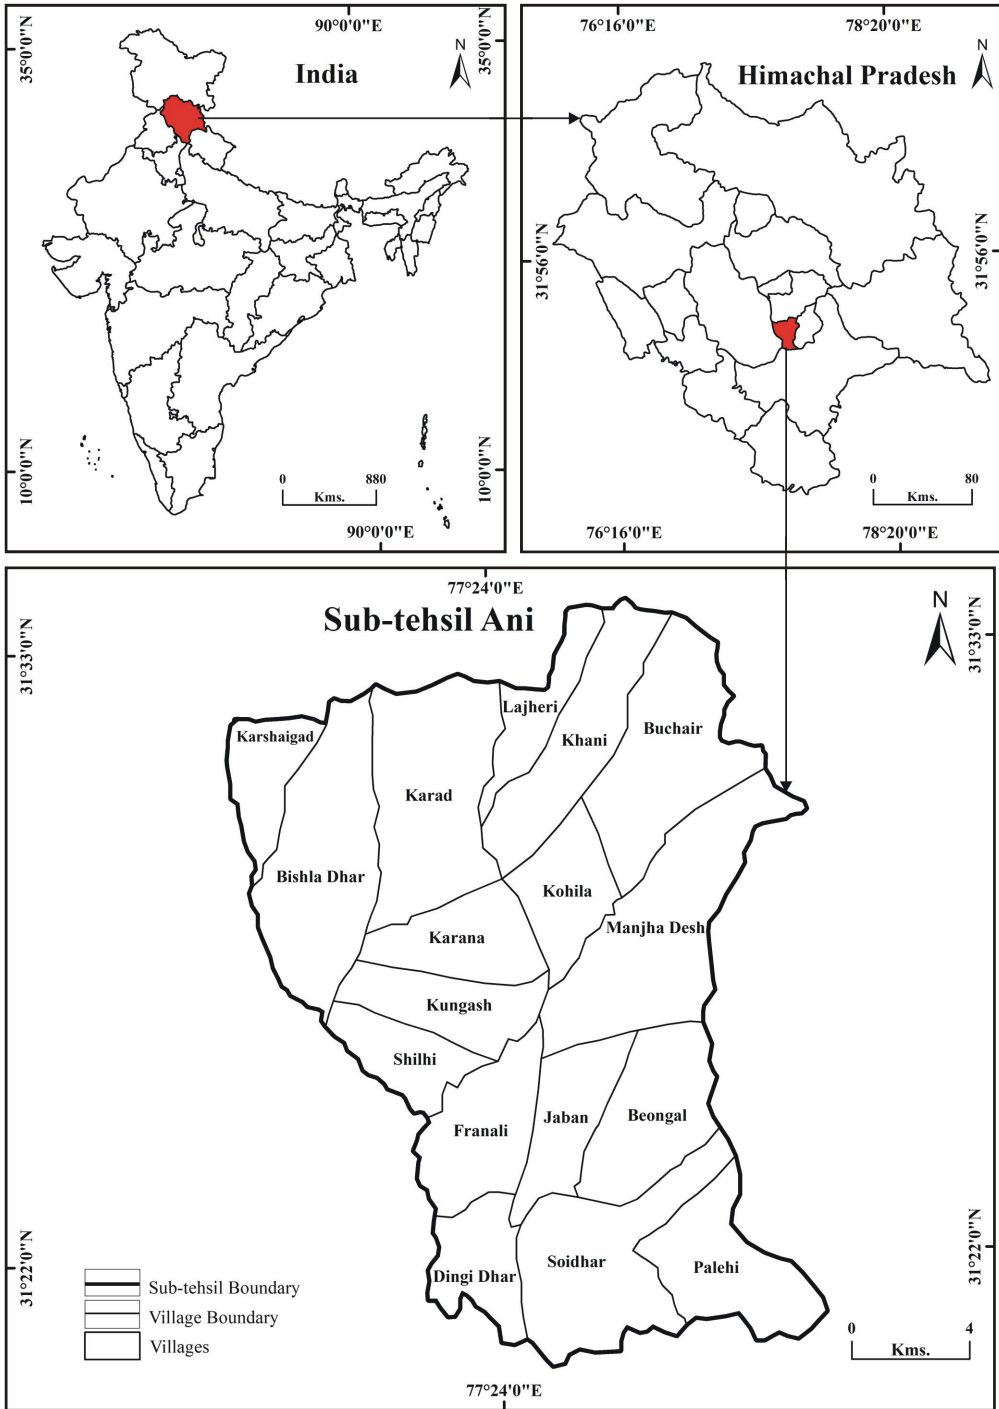 90°0'0"E
35°0'0"N
35°0'0"N
N
India
10°0'0"N
10°0'0"N
0 880
Kms.
90°0'0"E
76°16'0"E
78°20'0"E
N
Himachal Pradesh
31°56'0"N
31°56'0"N
0 80
Kms.
76°16'0"E
78°20'0"E
77°24'0"E
Sub-tehsil Ani
N
31°33'0"N
31°33'0"N
Lajheri
Karshaigad
Khani
Buchair
Karad
Bishla Dhar
Kohila
Karana
Manjha Desh
Kungash
Shilhi
Franali
Jaban
Beongal
Dingi Dhar
Soidhar
Palehi
31°22'0"N
31°22'0"N
Sub-tehsil Boundary
Village Boundary
Villages
0 4
Kms.
77°24'0"E